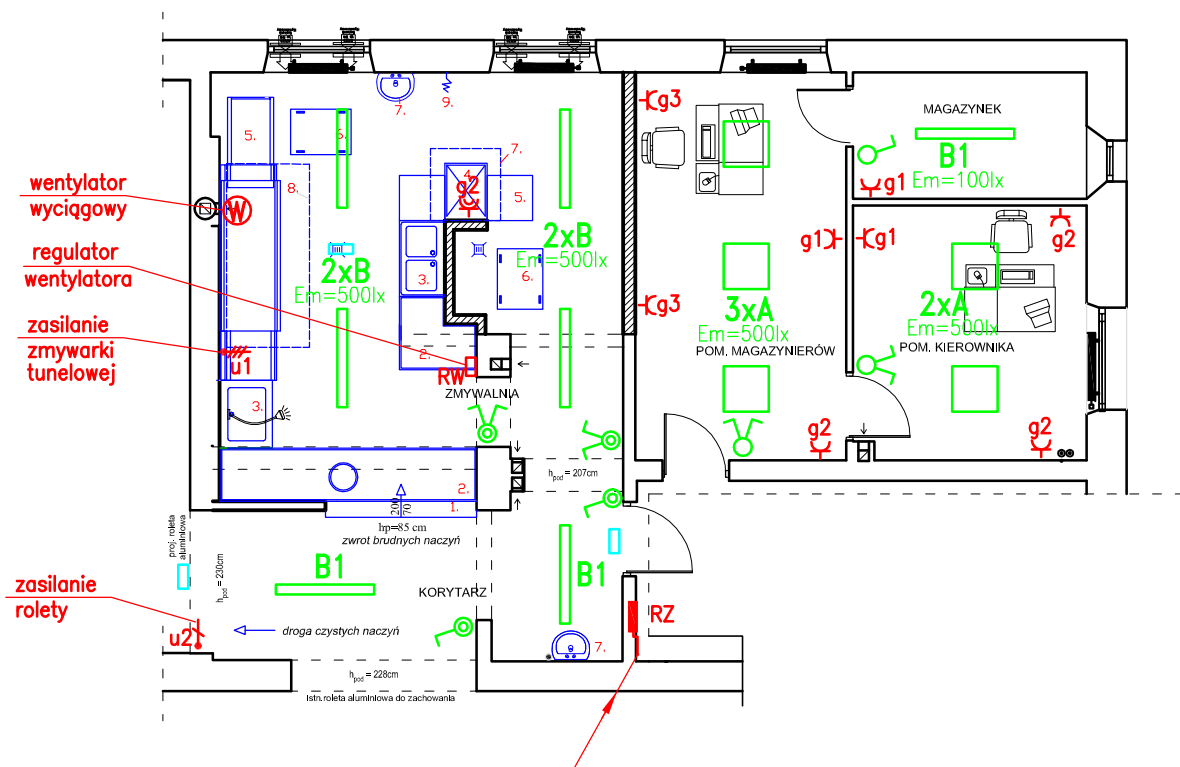 7.
9.
g3
MAGAZYNEK
5.
6.
7.
B1
Em=100lx
g1
wentylator
wyciągowy
W
8.
4.
g2
5.
g1
g1
g2
regulator
wentylatora
2xB
Em=500lx
2xB
Em=500lx
3.
6.
g3
3xA
Em=500lx
POM. MAGAZYNIERÓW
2xA
Em=500lx
POM. KIEROWNIKA
zasilanie
zmywarki
tunelowej
u1
2.
RW
ZMYWALNIA
3.
g2
g2
hpod = 207cm
2.
1.
200
70
hp=85 cm
zwrot brudnych naczyń
proj. roleta
aluminiowa
hpod = 230cm
B1
KORYTARZ
B1
zasilanie
rolety
u2
droga czystych naczyń
RZ
7.
hpod = 228cm
Istn.roleta aluminiowa do zachowania